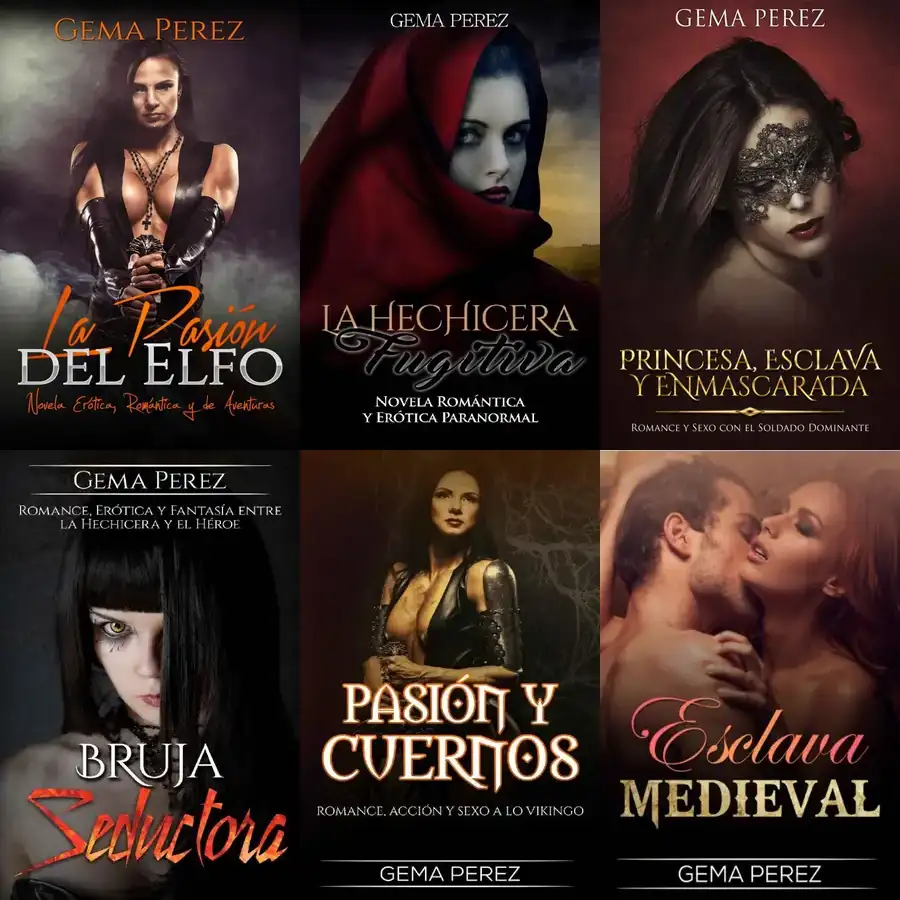 GEMA PEREZ
La Pasión
DEL ELFO
Novela Erótica, Romántica y de Aventuras
GEMA PEREZ
LA HECHICERA
Fugitiva
NOVELA ROMÁNTICA
Y ERÓTICA PARANORMAL
GEMA PEREZ
PRINCESA, ESCLAVA
Y ENMASCARADA
ROMANCE Y SEXO CON EL SOLDADO DOMINANTE
GEMA PEREZ
ROMANCE, ERÓTICA Y FANTASÍA ENTRE
LA HECHICERA Y EL HÉROE
BRUJA
Seductora
PASIÓN Y
CUERNOS
ROMANCE, ACCIÓN Y SEXO A LO VIKINGO
GEMA PEREZ
Esclava
MEDIEVAL
GEMA PEREZ